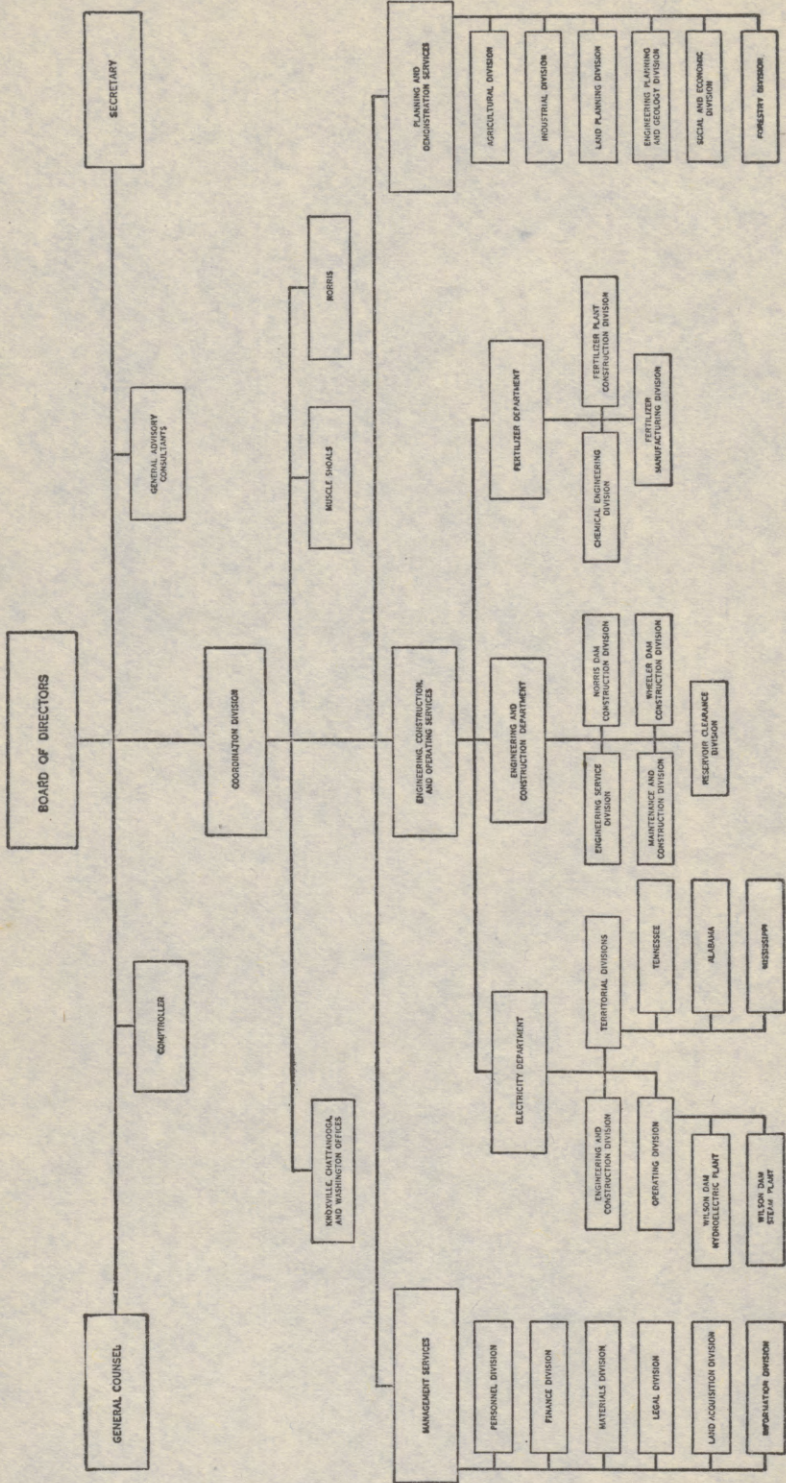 BOARD OF DIRECTORS
GENERAL COUNSEL
SECRETARY
COMPTROLLER
GENERAL ADVISORY
CONSULTANTS
COORDINATION DIVISION
KNOXVILLE, CHATTANOOGA,
AND WASHINGTON OFFICES
MUSCLE SHOALS
NORRIS
MANAGEMENT SERVICES
PERSONNEL DIVISION
FINANCE DIVISION
MATERIALS DIVISION
LEGAL DIVISION
LAND ACQUISITION DIVISION
INFORMATION DIVISION
ENGINEERING, CONSTRUCTION,
AND OPERATING SERVICES
ELECTRICITY DEPARTMENT
ENGINEERING AND
CONSTRUCTION DIVISION
TERRITORIAL DIVISIONS
OPERATING DIVISION
TENNESSEE
ALABAMA
MISSISSIPPI
WILSON DAM
HYDROELECTRIC PLANT
WILSON DAM
STEAM PLANT
ENGINEERING AND
CONSTRUCTION DEPARTMENT
ENGINEERING SERVICE
DIVISION
NORRIS DAM
CONSTRUCTION DIVISION
MAINTENANCE AND
CONSTRUCTION DIVISION
WHEELER DAM
CONSTRUCTION DIVISION
RESERVOIR CLEARANCE
DIVISION
FERTILIZER DEPARTMENT
CHEMICAL ENGINEERING
DIVISION
FERTILIZER PLANT
CONSTRUCTION DIVISION
FERTILIZER
MANUFACTURING DIVISION
PLANNING AND
DEMONSTRATION SERVICES
AGRICULTURAL DIVISION
INDUSTRIAL DIVISION
LAND PLANNING DIVISION
ENGINEERING PLANNING
AND GEOLOGY DIVISION
SOCIAL AND ECONOMIC
DIVISION
FORESTRY DIVISION